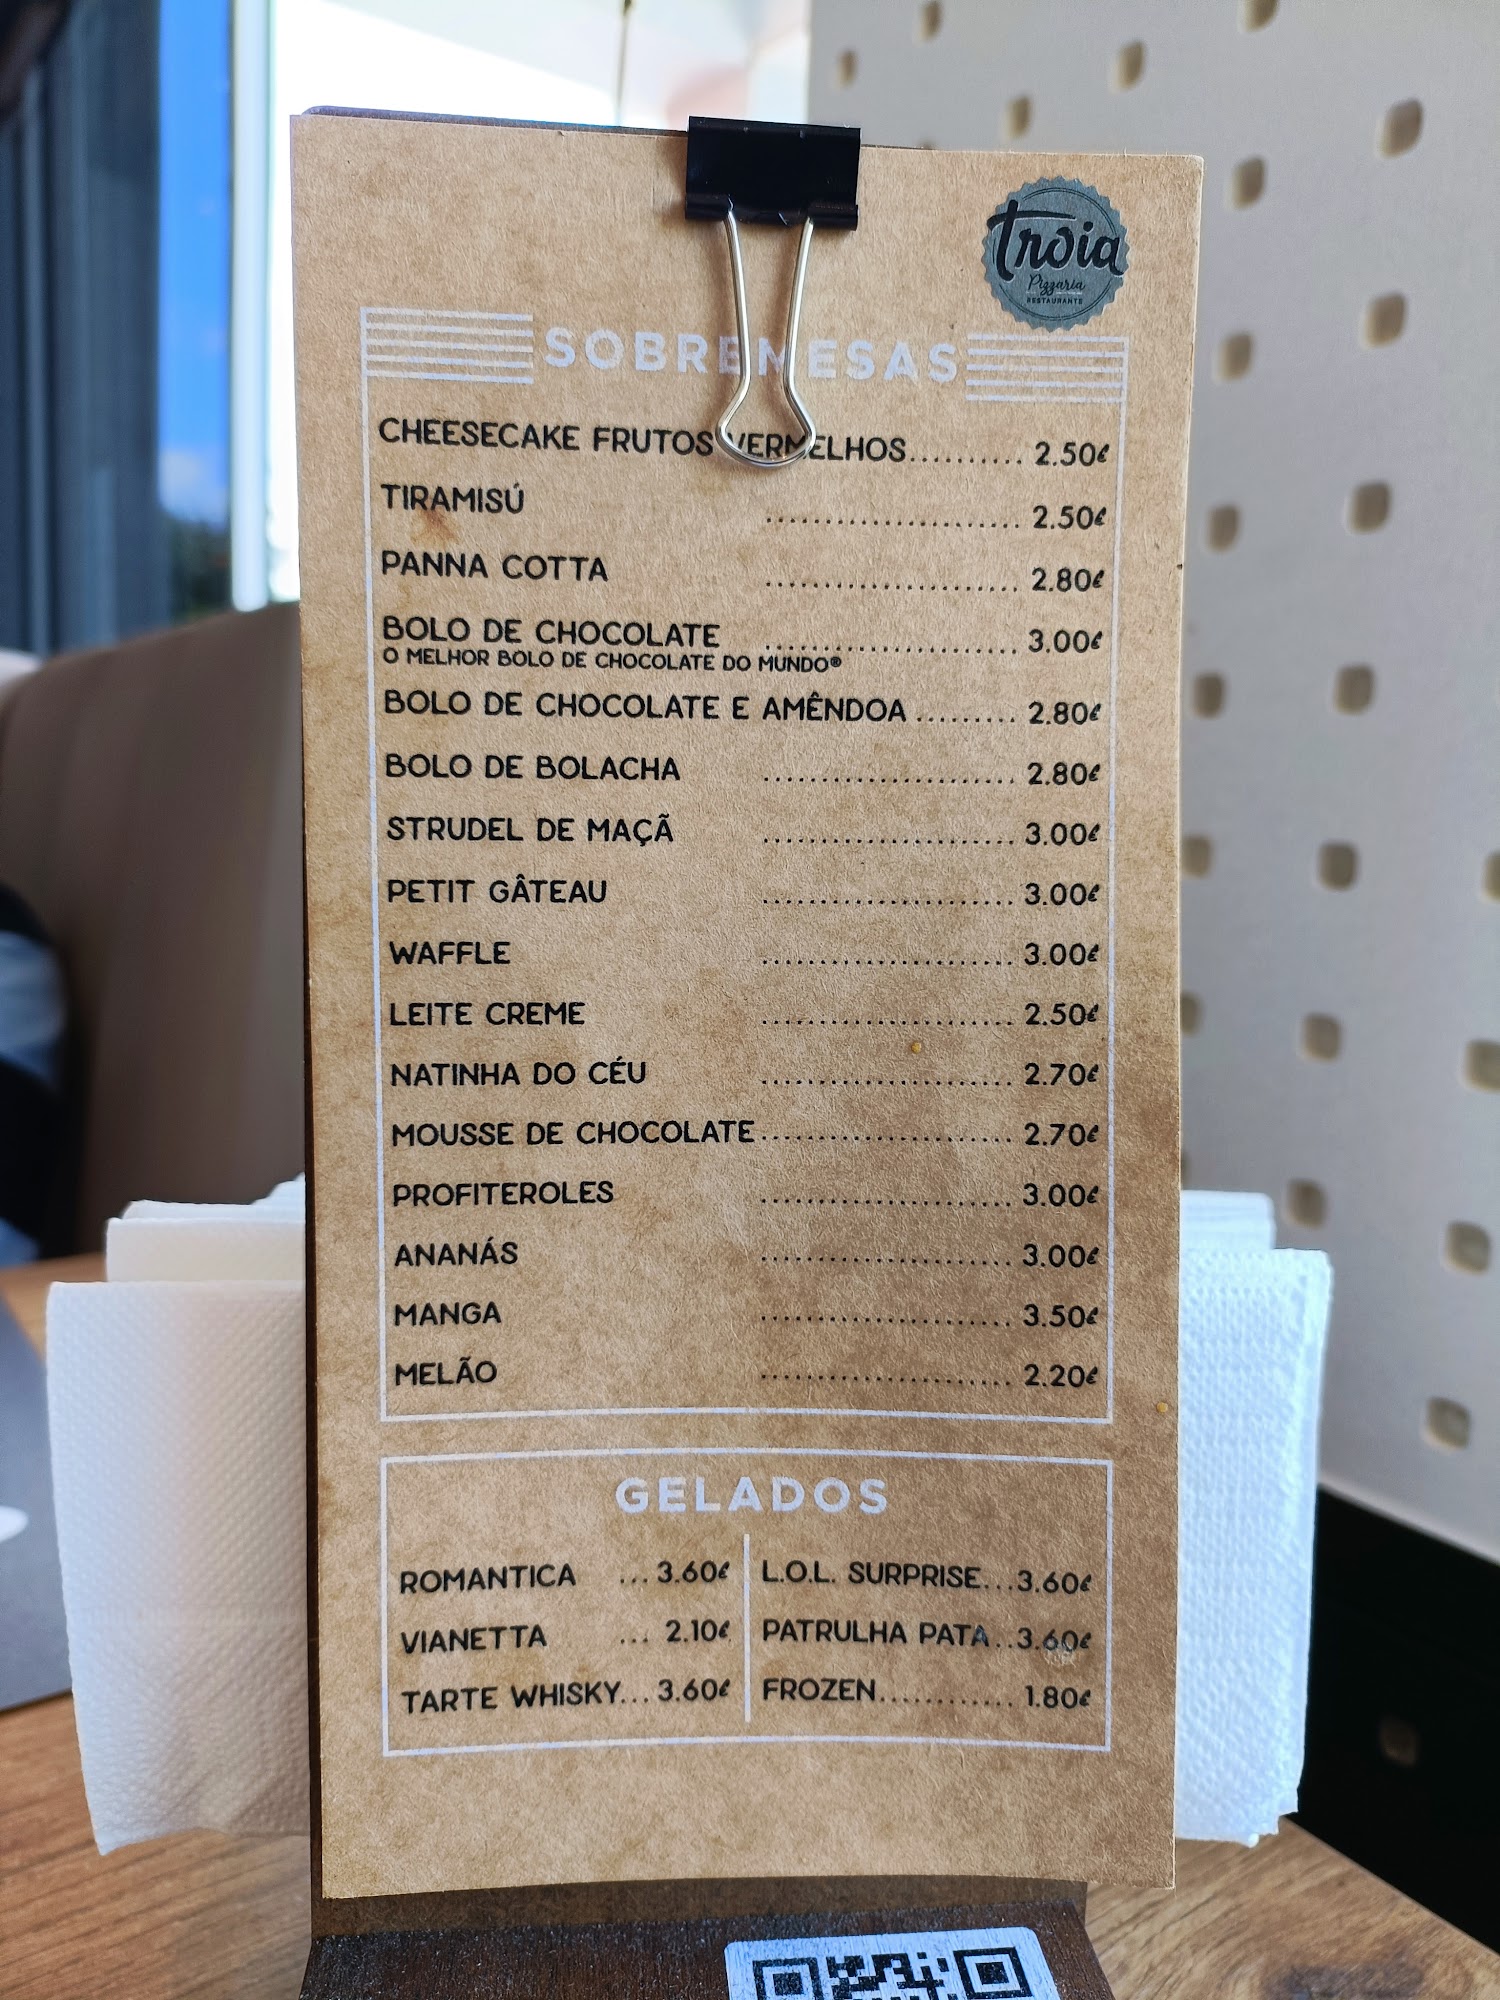 Troia
Pizzaria
RESTAURANTE
SOBREMESAS
CHEESECAKE FRUTOS VERMELHOS.......... 2.50€
TIRAMISÚ ...................... 2.50€
PANNA COTTA ...................... 2.80€
BOLO DE CHOCOLATE ...................... 3.00€
O MELHOR BOLO DE CHOCOLATE DO MUNDO®
BOLO DE CHOCOLATE E AMÊNDOA ......... 2.80€
BOLO DE BOLACHA ...................... 2.80€
STRUDEL DE MAÇÃ ...................... 3.00€
PETIT GÂTEAU ...................... 3.00€
WAFFLE ...................... 3.00€
LEITE CREME ...................... 2.50€
NATINHA DO CÉU ...................... 2.70€
MOUSSE DE CHOCOLATE...................... 2.70€
PROFITEROLES ...................... 3.00€
ANANÁS ...................... 3.00€
MANGA ...................... 3.50€
MELÃO ...................... 2.20€
GELADOS
ROMANTICA ... 3.60€
VIANETTA ... 2.10€
TARTE WHISKY... 3.60€
L.O.L. SURPRISE...3.60€
PATRULHA PATA..3.60€
FROZEN............ 1.80€